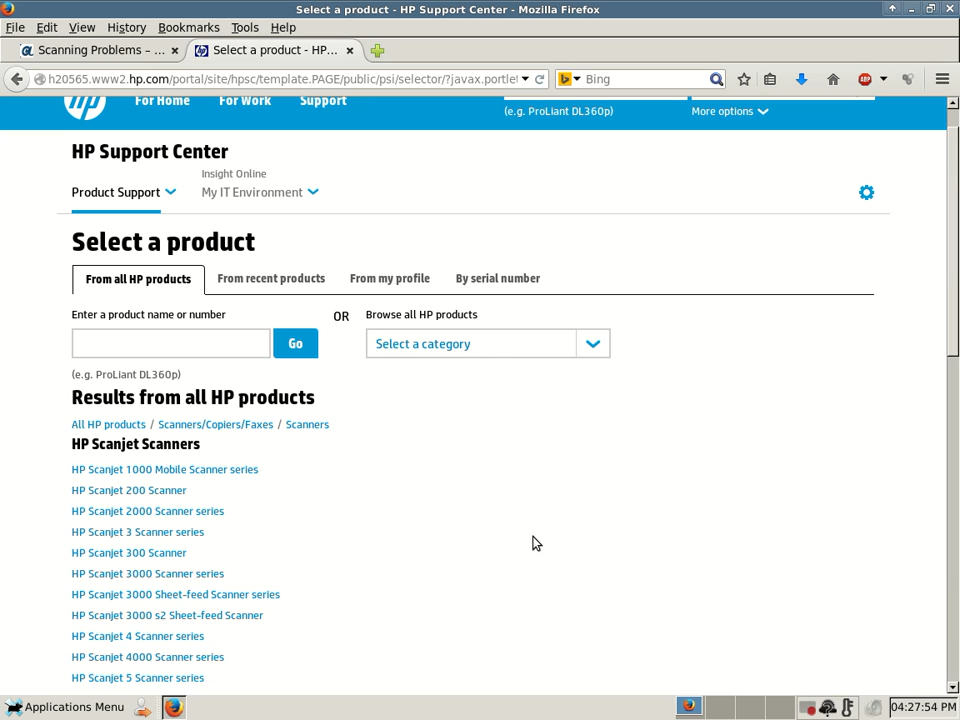 Select a product - HP Support Center - Mozilla Firefox
File Edit View History Bookmarks Tools Help
Scanning Problems – ... Select a product - HP...
h20565.www2.hp.com/portal/site/hpsc/template.PAGE/public/psi/selector/?javax.portlet Bing ABP
hp For Home For Work Support
(e.g. ProLiant DL360p) More options
HP Support Center
Insight Online
Product Support My IT Environment
Select a product
From all HP products From recent products From my profile By serial number
Enter a product name or number OR Browse all HP products
Go Select a category
(e.g. ProLiant DL360p)
Results from all HP products
All HP products / Scanners/Copiers/Faxes / Scanners
HP Scanjet Scanners
HP Scanjet 1000 Mobile Scanner series
HP Scanjet 200 Scanner
HP Scanjet 2000 Scanner series
HP Scanjet 3 Scanner series
HP Scanjet 300 Scanner
HP Scanjet 3000 Scanner series
HP Scanjet 3000 Sheet-feed Scanner series
HP Scanjet 3000 s2 Sheet-feed Scanner
HP Scanjet 4 Scanner series
HP Scanjet 4000 Scanner series
HP Scanjet 5 Scanner series
Applications Menu 04:27:54 PM